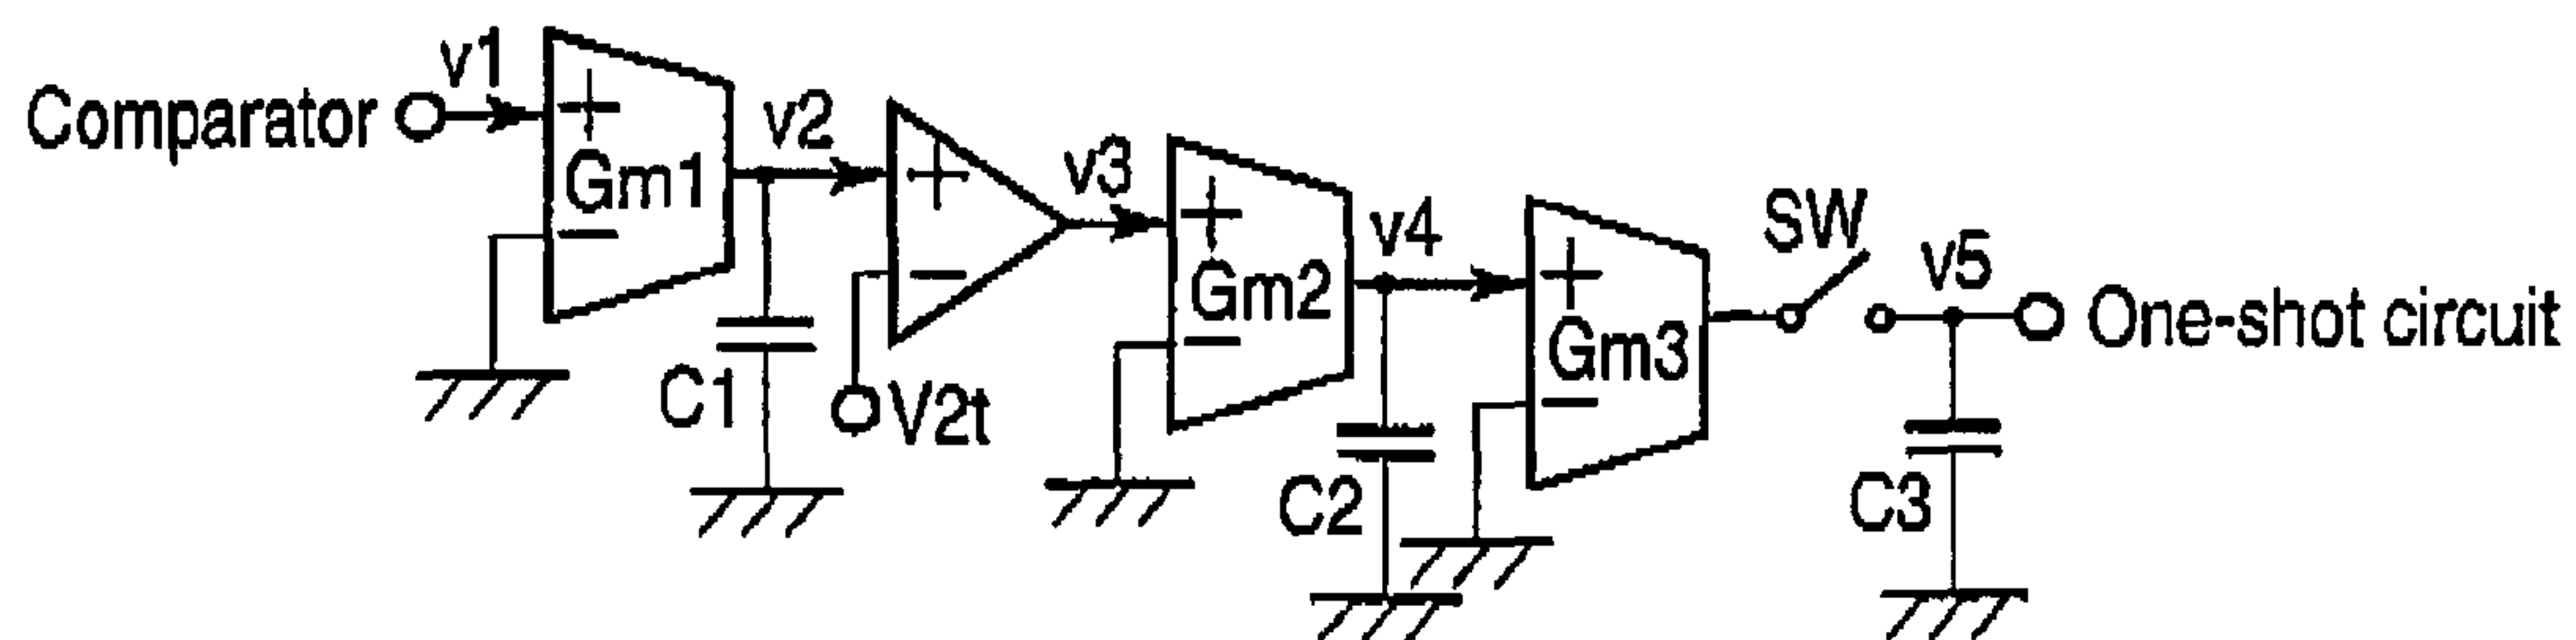 Comparator
v1
+
Gm1
−
v2
C1
+
−
V2t
v3
+
Gm2
−
v4
C2
+
Gm3
−
SW
v5
C3
One-shot circuit